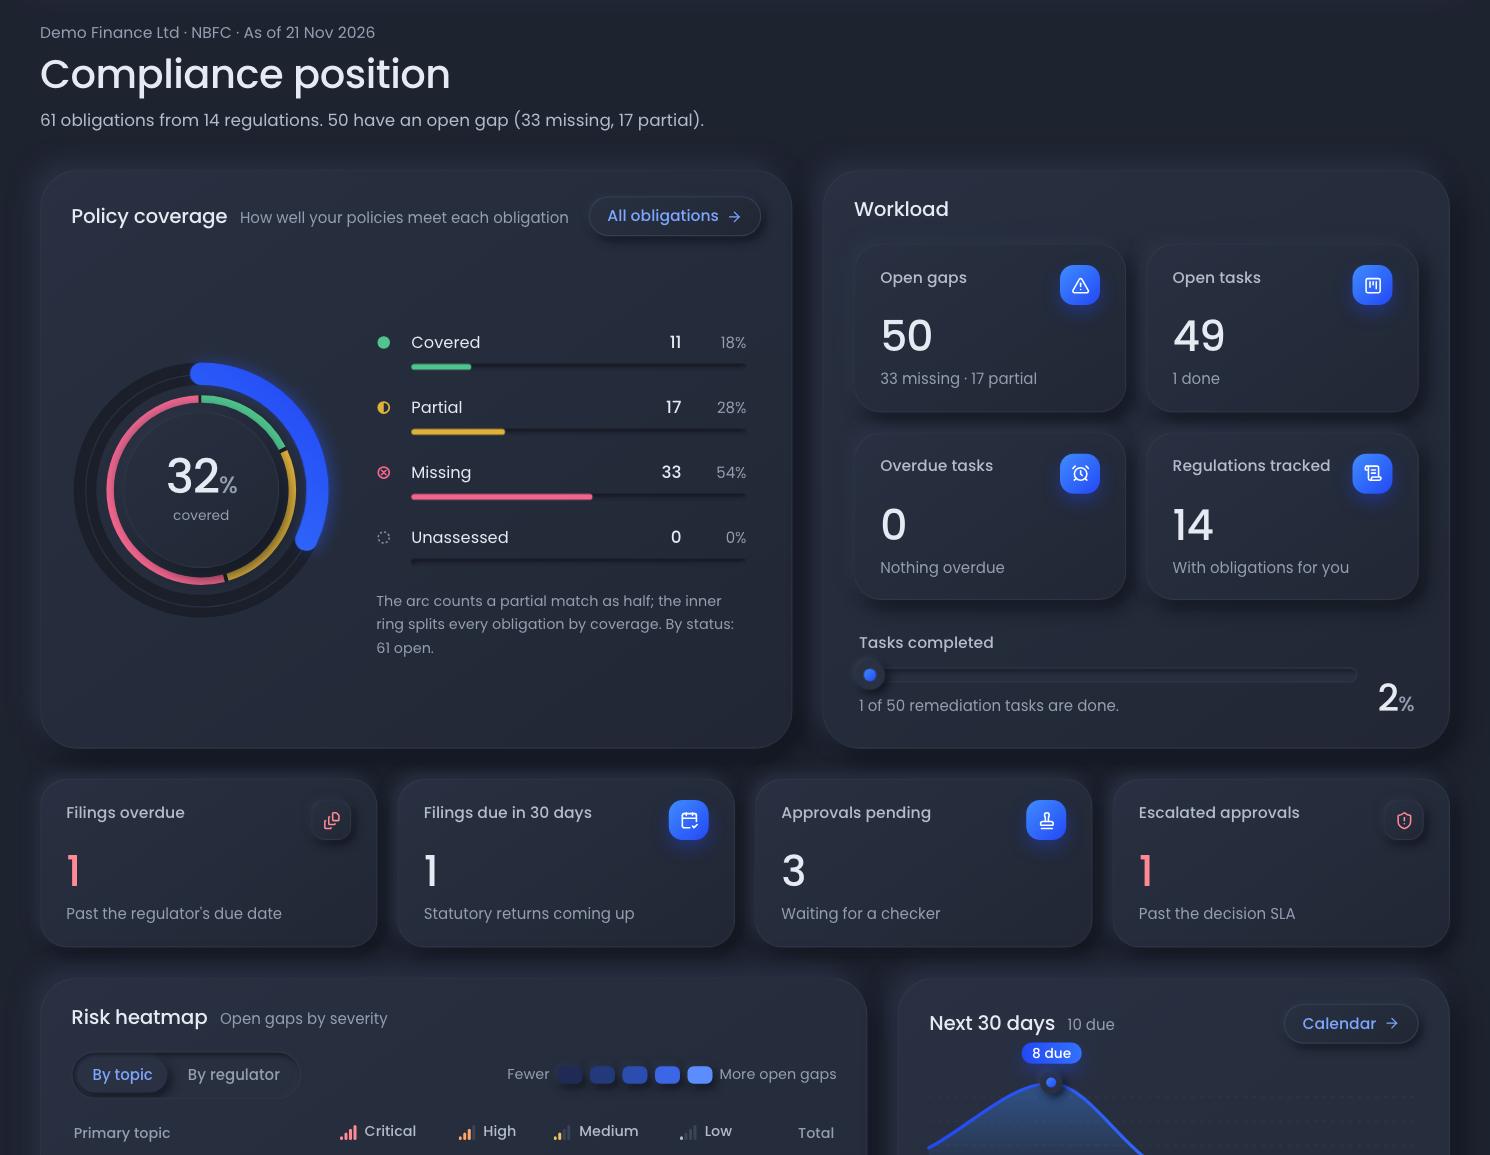 Demo Finance Ltd · NBFC · As of 21 Nov 2026
Compliance position
61 obligations from 14 regulations. 50 have an open gap (33 missing, 17 partial).
Policy coverage How well your policies meet each obligation All obligations →
32%
covered
Covered 11 18%
Partial 17 28%
Missing 33 54%
Unassessed 0 0%
The arc counts a partial match as half; the inner
ring splits every obligation by coverage. By status:
61 open.
Workload
Open gaps
50
33 missing · 17 partial
Open tasks
49
1 done
Overdue tasks
0
Nothing overdue
Regulations tracked
14
With obligations for you
Tasks completed
1 of 50 remediation tasks are done.
2%
Filings overdue
1
Past the regulator's due date
Filings due in 30 days
1
Statutory returns coming up
Approvals pending
3
Waiting for a checker
Escalated approvals
1
Past the decision SLA
Risk heatmap Open gaps by severity
By topic By regulator
Fewer More open gaps
Primary topic Critical High Medium Low Total
Next 30 days 10 due Calendar →
8 due